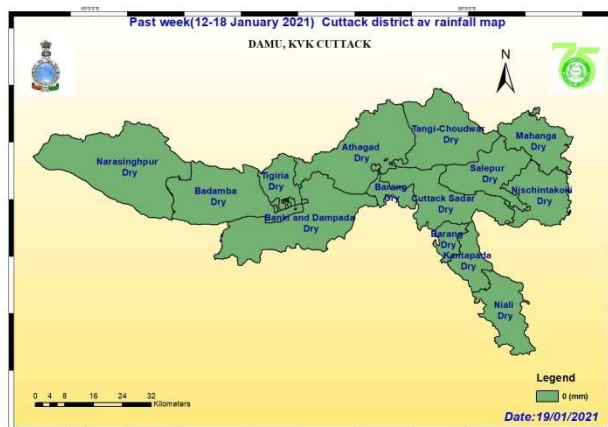 Past week(12-18 January 2021) Cuttack district av rainfall map
DAMU, KVK CUTTACK
N
75
Tangi-Choudwar
Dry
Mahanga
Dry
Athagad
Dry
Narasinghpur
Dry
Salepur
Dry
Tigiria
Dry
Badamba
Dry
Barang
Dry
Cuttack Sadar
Dry
Nischintakoili
Dry
Banki and Dampada
Dry
Barang
Dry
Kantapada
Dry
Niali
Dry
Legend
0 (mm)
0 4 8 16 24 32
Kilometers
Date:19/01/2021